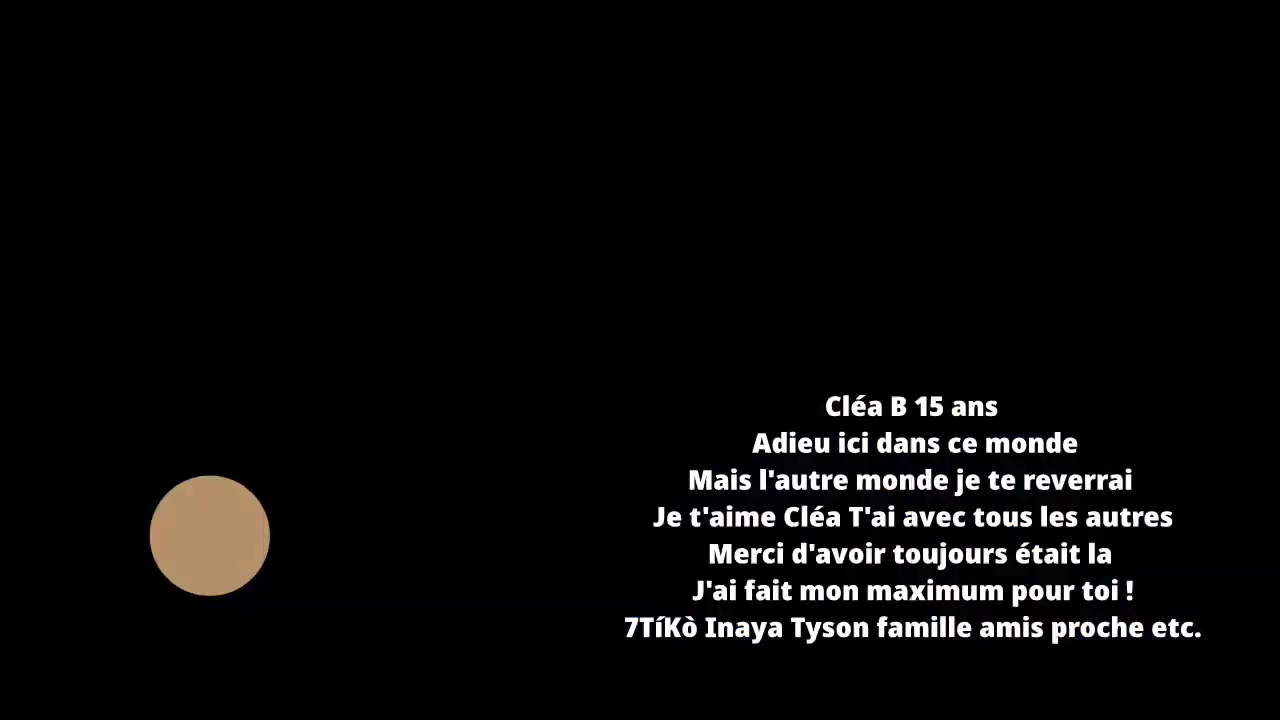 Cléa B 15 ans
Adieu ici dans ce monde
Mais l'autre monde je te reverrai
Je t'aime Cléa T'ai avec tous les autres
Merci d'avoir toujours était la
J'ai fait mon maximum pour toi !
7TíKò Inaya Tyson famille amis proche etc.